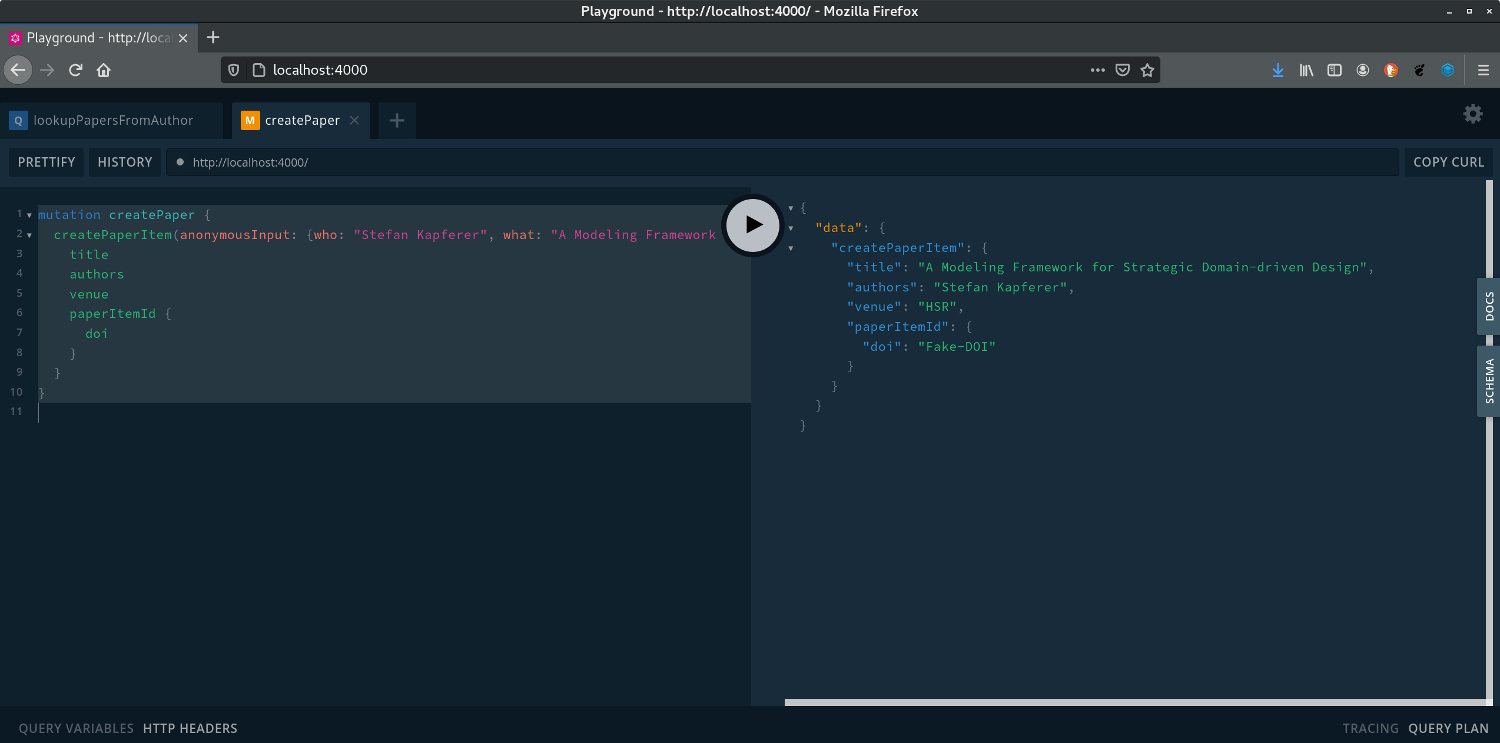 Playground - http://localhost:4000/ - Mozilla Firefox
Playground - http://loca
localhost:4000
Q lookupPapersFromAuthor
M createPaper
PRETTIFY HISTORY http://localhost:4000/ COPY CURL
1 mutation createPaper {
2 createPaperItem(anonymousInput: {who: "Stefan Kapferer", what: "A Modeling Framework
3 title
4 authors
5 venue
6 paperItemId {
7 doi
8 }
9 }
10 }
11
{
"data": {
"createPaperItem": {
"title": "A Modeling Framework for Strategic Domain-driven Design",
"authors": "Stefan Kapferer",
"venue": "HSR",
"paperItemId": {
"doi": "Fake-DOI"
}
}
}
}
DOCS
SCHEMA
QUERY VARIABLES HTTP HEADERS
TRACING QUERY PLAN